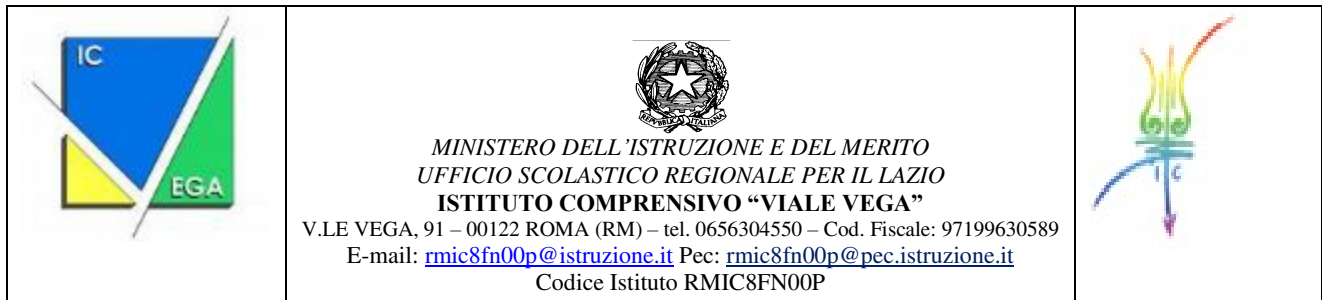 IC
EGA
REPVBBLICA ITALIANA
MINISTERO DELL’ISTRUZIONE E DEL MERITO
UFFICIO SCOLASTICO REGIONALE PER IL LAZIO
ISTITUTO COMPRENSIVO “VIALE VEGA”
V.LE VEGA, 91 – 00122 ROMA (RM) – tel. 0656304550 – Cod. Fiscale: 97199630589
E-mail: rmic8fn00p@istruzione.it Pec: rmic8fn00p@pec.istruzione.it
Codice Istituto RMIC8FN00P
I C